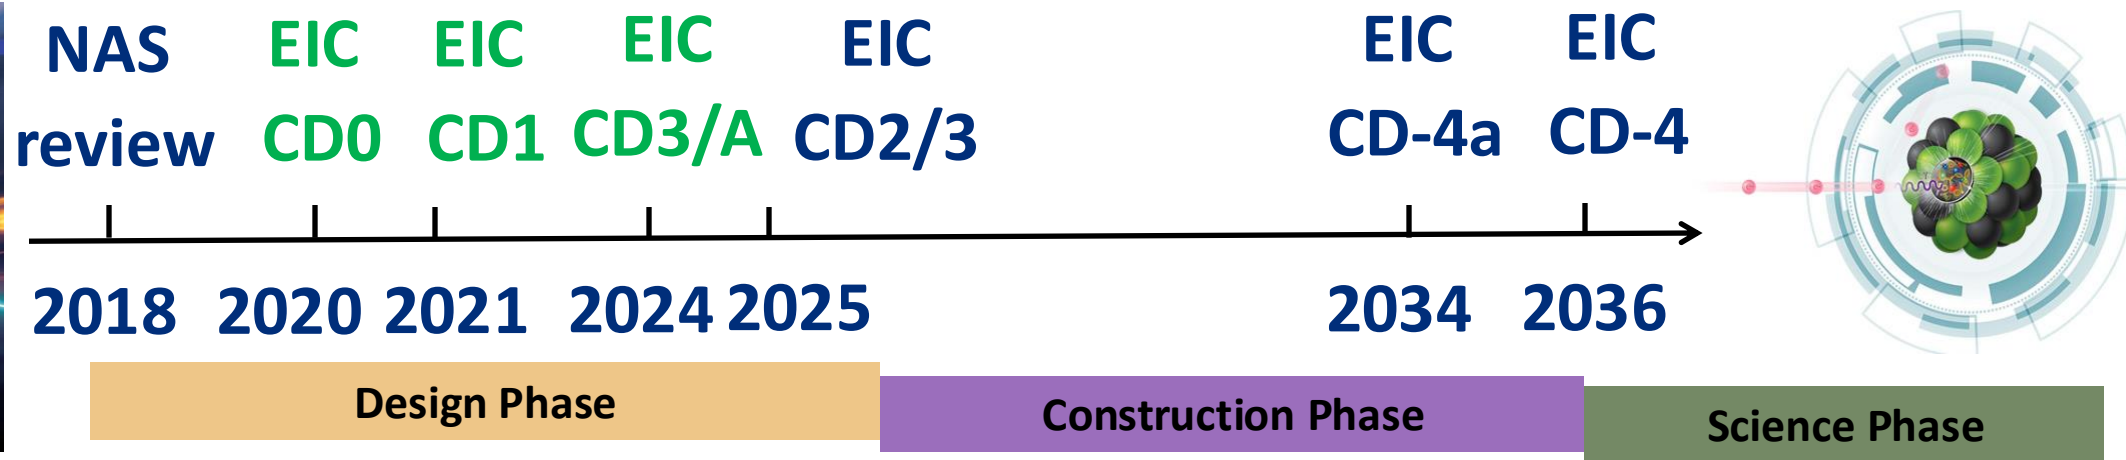 NAS review
EIC CD0
EIC CD1
EIC CD3/A
EIC CD2/3
EIC CD-4a
EIC CD-4
2018 2020 2021 2024 2025 2034 2036
Design Phase
Construction Phase
Science Phase